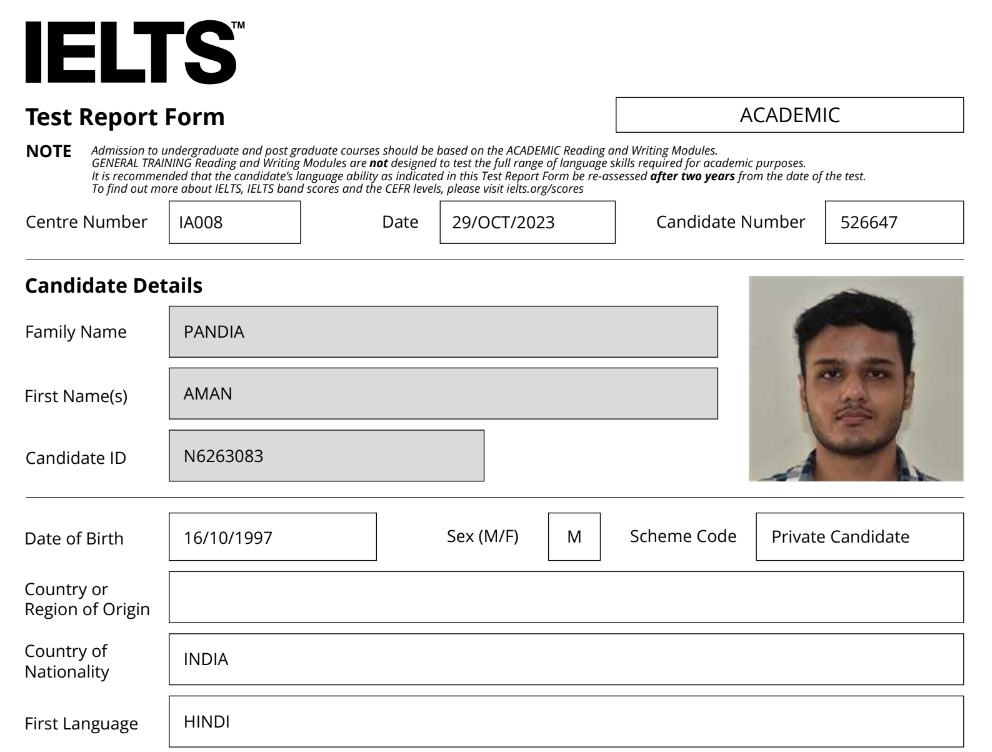 IELTS™
Test Report Form
ACADEMIC
NOTE Admission to undergraduate and post graduate courses should be based on the ACADEMIC Reading and Writing Modules.
GENERAL TRAINING Reading and Writing Modules are not designed to test the full range of language skills required for academic purposes.
It is recommended that the candidate's language ability as indicated in this Test Report Form be re-assessed after two years from the date of the test.
To find out more about IELTS, IELTS band scores and the CEFR levels, please visit ielts.org/scores
Centre Number IA008 Date 29/OCT/2023 Candidate Number 526647
Candidate Details
Family Name PANDIA
First Name(s) AMAN
Candidate ID N6263083
Date of Birth 16/10/1997 Sex (M/F) M Scheme Code Private Candidate
Country or
Region of Origin
Country of
Nationality INDIA
First Language HINDI